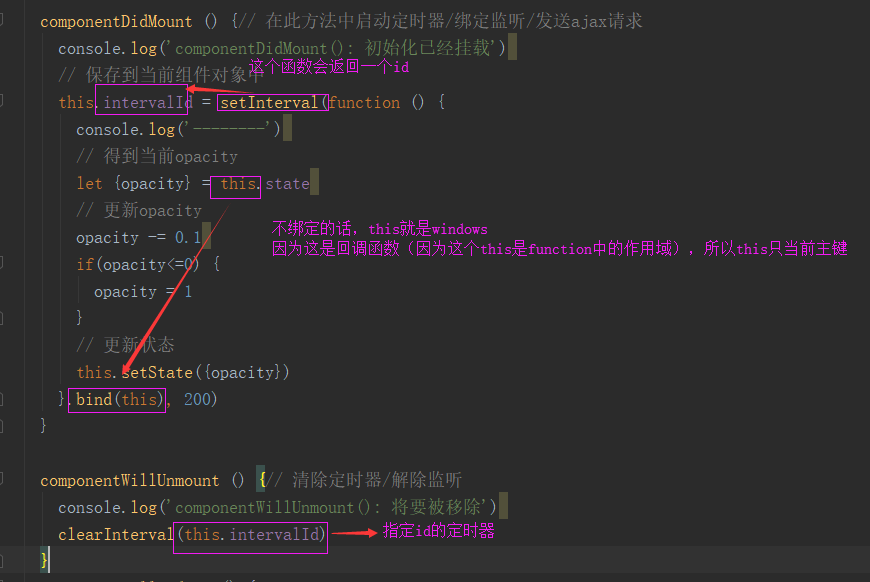 componentDidMount () {// 在此方法中启动定时器/绑定监听/发送ajax请求
console.log('componentDidMount(): 初始化已经挂载')
这个函数会返回一个id
// 保存到当前组件对象中
this.intervalId = setInterval(function () {
console.log('--------')
// 得到当前opacity
let {opacity} = this.state
// 更新opacity
不绑定的话，this就是windows
opacity -= 0.1
因为这是回调函数（因为这个this是function中的作用域），所以this只当前主键
if(opacity<=0) {
opacity = 1
}
// 更新状态
this.setState({opacity})
}.bind(this), 200)
}
componentWillUnmount () {// 清除定时器/解除监听
console.log('componentWillUnmount(): 将要被移除')
clearInterval(this.intervalId)
指定id的定时器
}